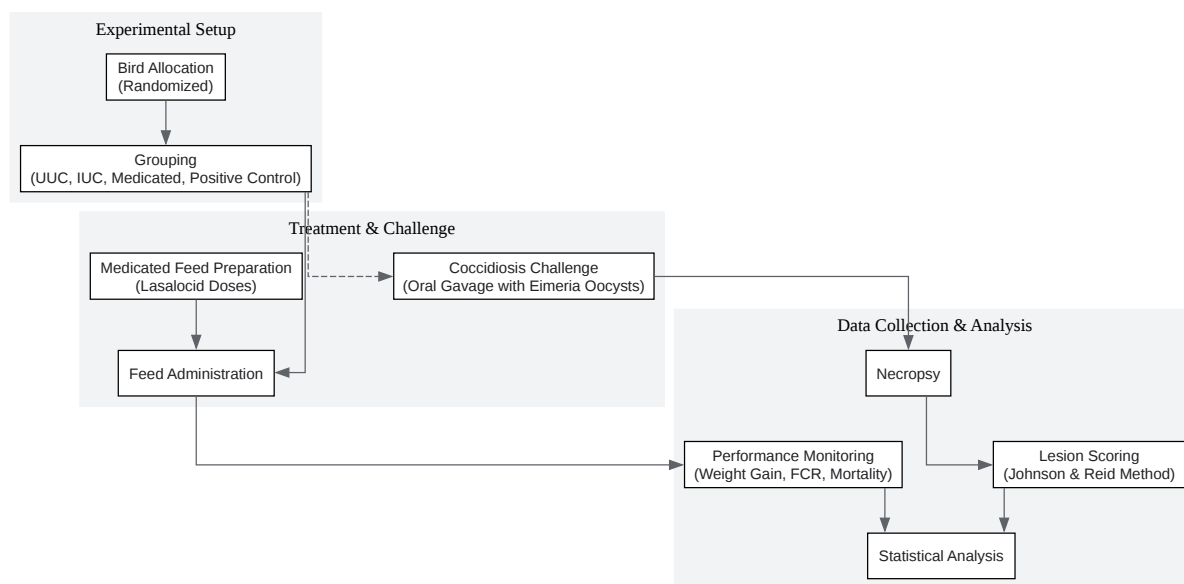 Experimental Setup
Bird Allocation
(Randomized)
Grouping
(UUC, IUC, Medicated, Positive Control)
Treatment & Challenge
Medicated Feed Preparation
(Lasalocid Doses)
Coccidiosis Challenge
(Oral Gavage with Eimeria Oocysts)
Feed Administration
Data Collection & Analysis
Necropsy
Performance Monitoring
(Weight Gain, FCR, Mortality)
Lesion Scoring
(Johnson & Reid Method)
Statistical Analysis